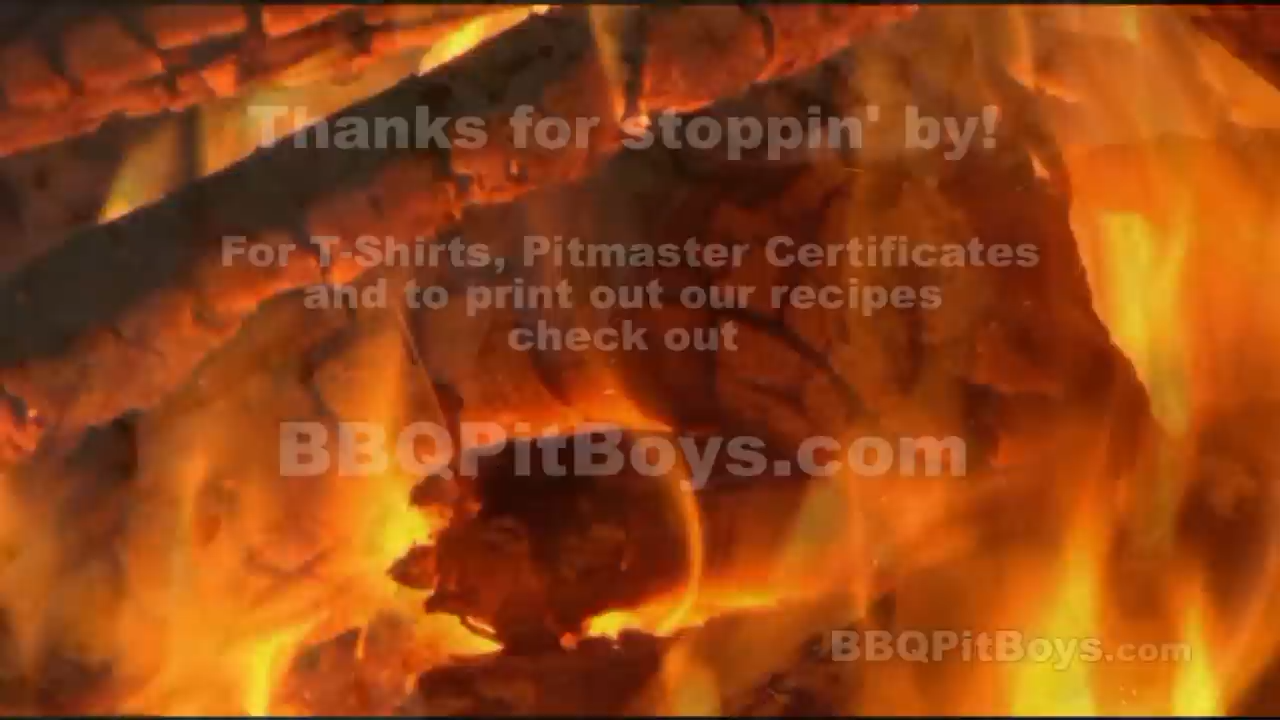 Thanks for stoppin' by!
For T-Shirts, Pitmaster Certificates
and to print out our recipes
check out
BBQPitBoys.com
BBQPitBoys.com